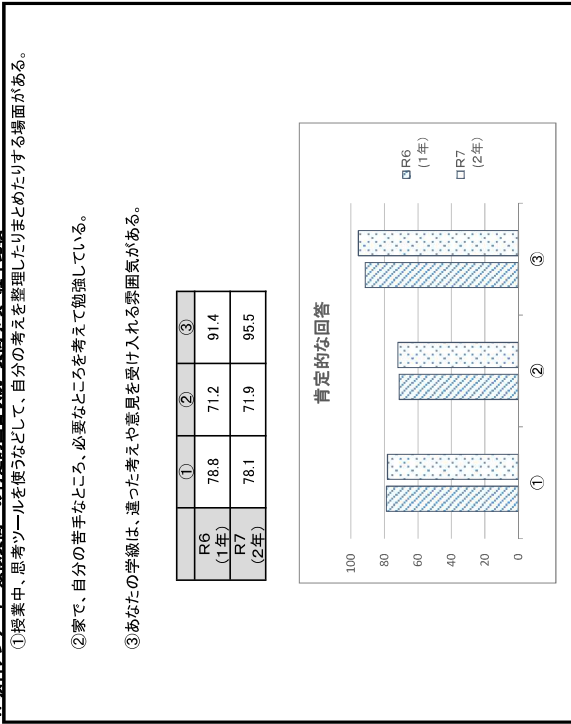 ①授業中、思考ツールを使うなどして、自分の考えを整理したりまとめたりする場面がある。
②家で、自分の苦手なところ、必要なところを考えて勉強している。
③あなたの学級は、違った考えや意見を受け入れる雰囲気がある。
① ② ③
R6 (1年) 78.8 71.2 91.4
R7 (2年) 78.1 71.9 95.5
肯定的な回答
100
80
60
40
20
0
① ② ③
R6 (1年)
R7 (2年)